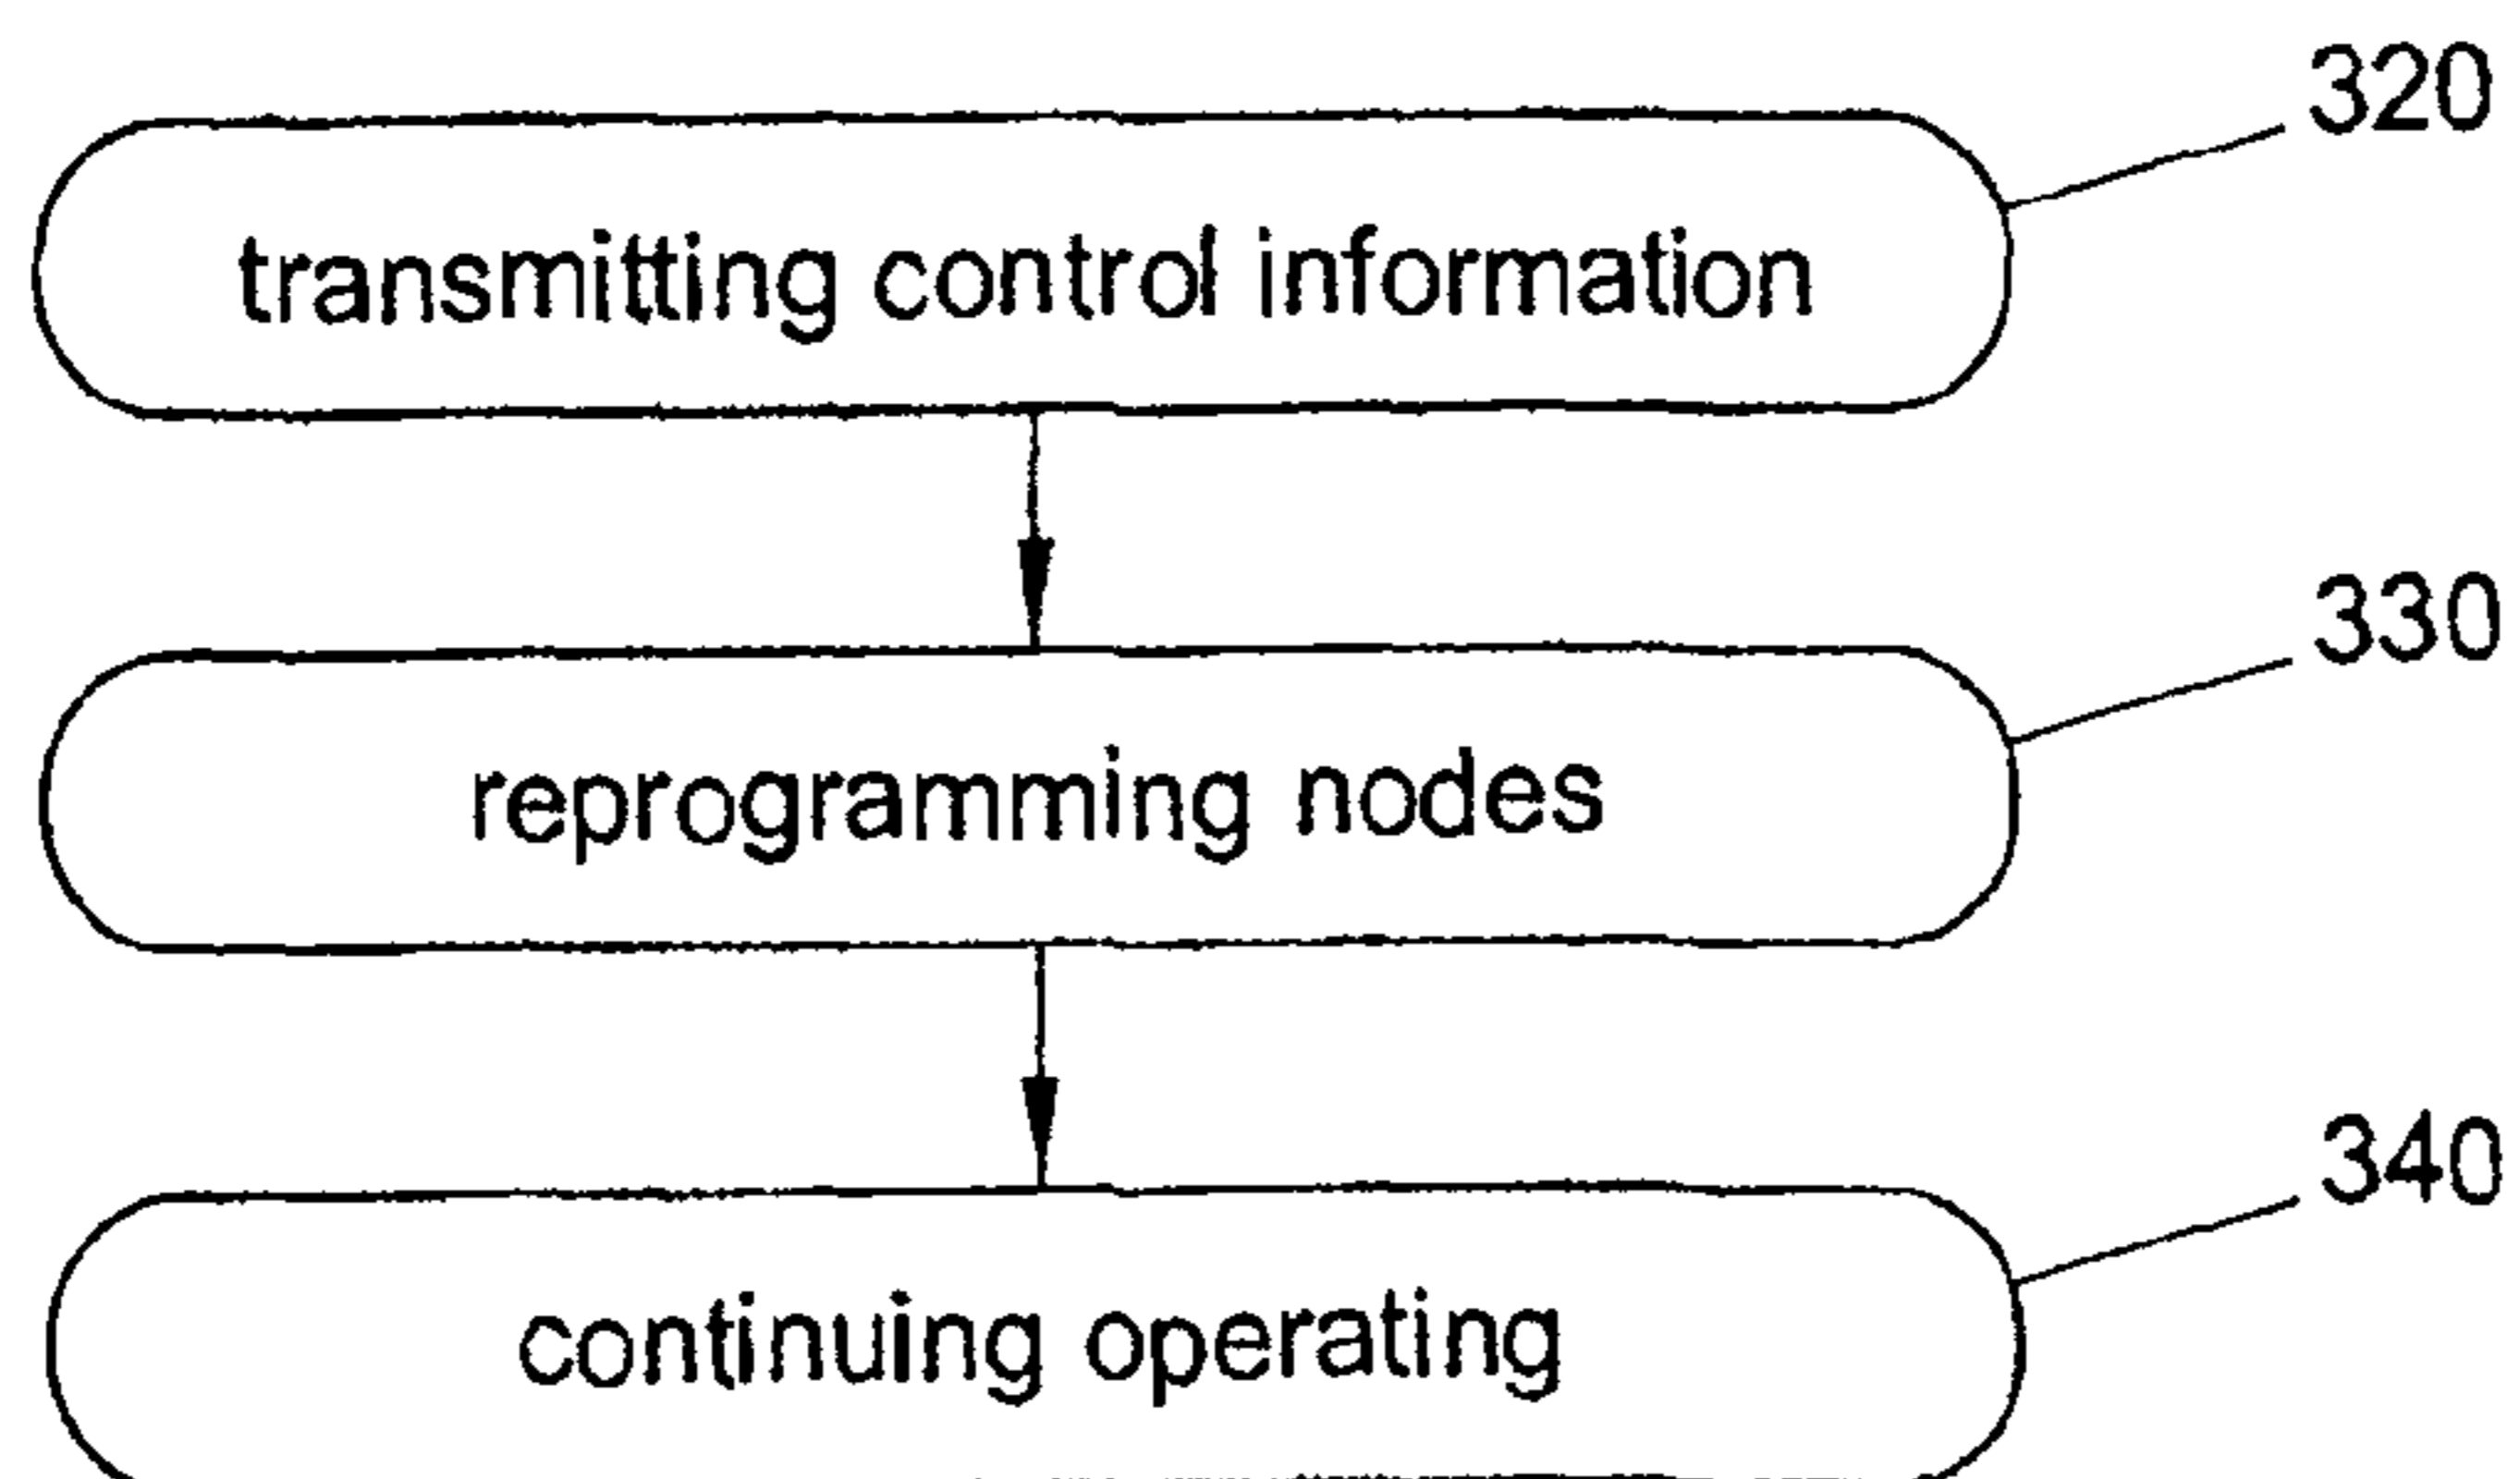 320
transmitting control information
330
reprogramming nodes
340
continuing operating